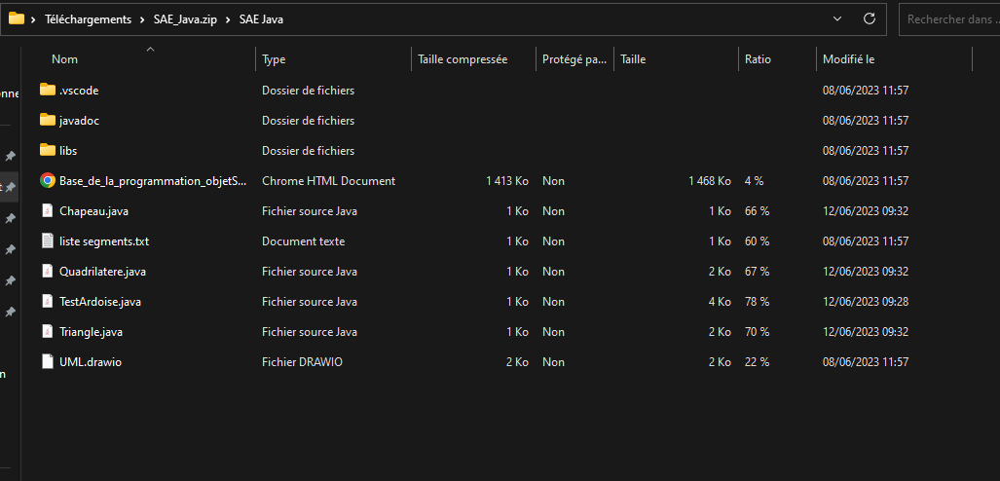 Téléchargements > SAE_Java.zip > SAE Java Rechercher dans ..
Nom Type Taille compressée Protégé pa... Taille Ratio Modifié le
.vscode Dossier de fichiers 08/06/2023 11:57
javadoc Dossier de fichiers 08/06/2023 11:57
libs Dossier de fichiers 08/06/2023 11:57
Base_de_la_programmation_objetS... Chrome HTML Document 1 413 Ko Non 1 468 Ko 4 % 08/06/2023 11:57
Chapeau.java Fichier source Java 1 Ko Non 1 Ko 66 % 12/06/2023 09:32
liste segments.txt Document texte 1 Ko Non 1 Ko 60 % 08/06/2023 11:57
Quadrilatere.java Fichier source Java 1 Ko Non 2 Ko 67 % 12/06/2023 09:32
TestArdoise.java Fichier source Java 1 Ko Non 4 Ko 78 % 12/06/2023 09:28
Triangle.java Fichier source Java 1 Ko Non 2 Ko 70 % 12/06/2023 09:32
UML.drawio Fichier DRAWIO 2 Ko Non 2 Ko 22 % 08/06/2023 11:57